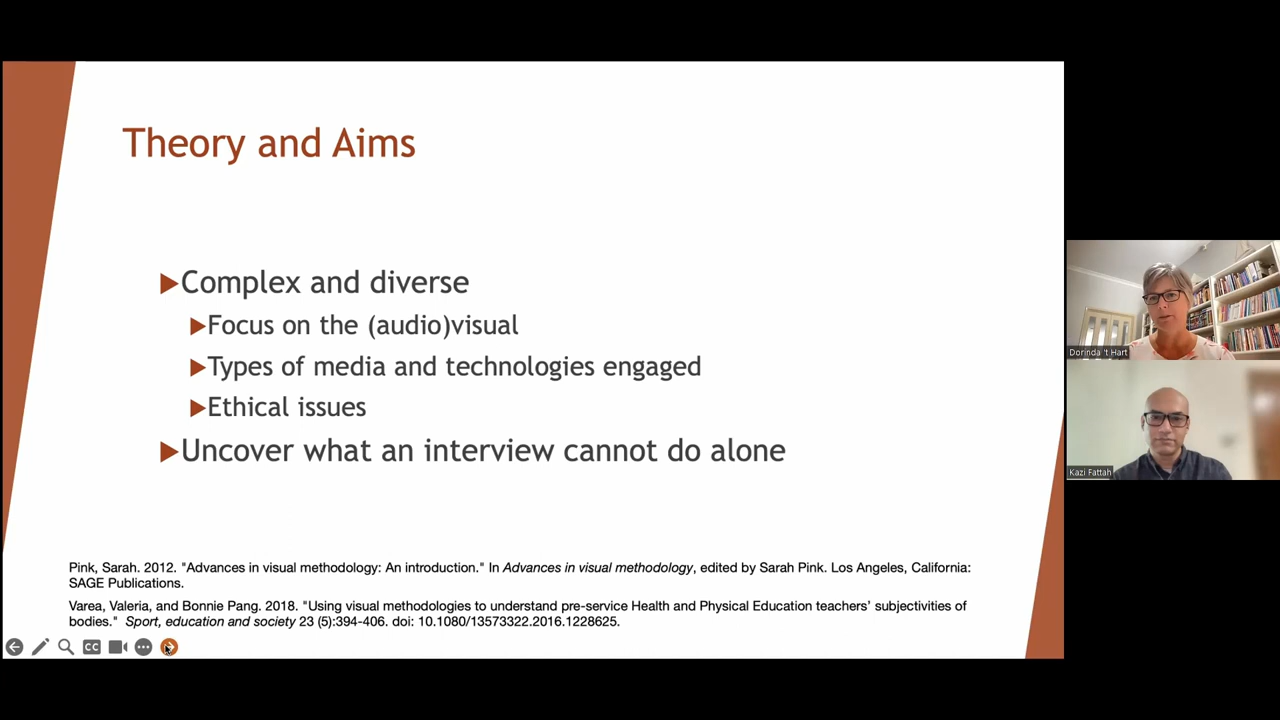 Theory and Aims
Complex and diverse
Focus on the (audio)visual
Types of media and technologies engaged
Ethical issues
Uncover what an interview cannot do alone
Pink, Sarah. 2012. "Advances in visual methodology: An introduction." In Advances in visual methodology, edited by Sarah Pink. Los Angeles, California:
SAGE Publications.
Varea, Valeria, and Bonnie Pang. 2018. "Using visual methodologies to understand pre-service Health and Physical Education teachers’ subjectivities of
bodies." Sport, education and society 23 (5):394-406. doi: 10.1080/13573322.2016.1228625.
CC
Dorinda 't Hart
Kazi Fattah